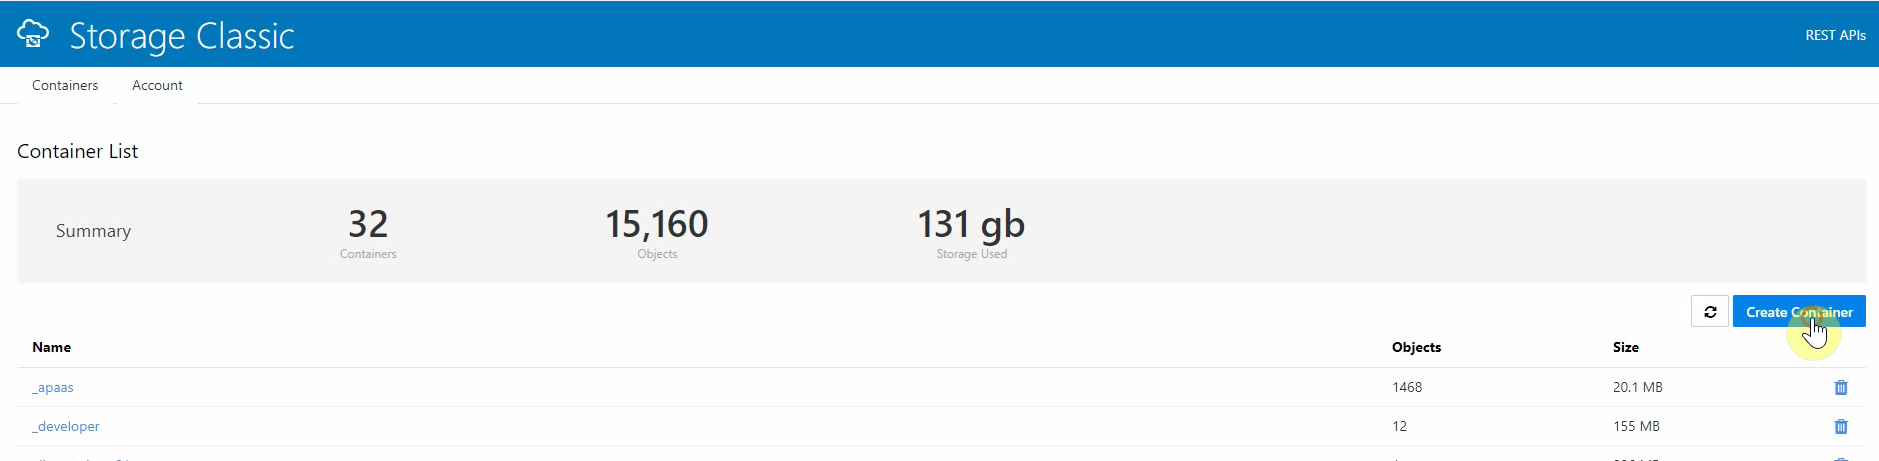 Storage Classic
REST APIs
Containers Account
Container List
Summary
32
Containers
15,160
Objects
131 gb
Storage Used
Create Container
Name Objects Size
_apaas 1468 20.1 MB
_developer 12 155 MB